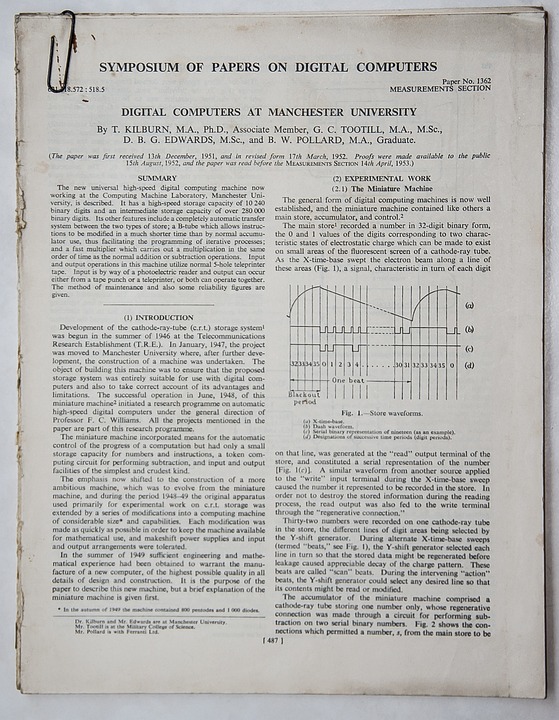 SYMPOSIUM OF PAPERS ON DIGITAL COMPUTERS
518.572 : 518.5
Paper No. 1362
MEASUREMENTS SECTION
DIGITAL COMPUTERS AT MANCHESTER UNIVERSITY
By T. KILBURN, M.A., Ph.D., Associate Member, G. C. TOOTILL, M.A., M.Sc.,
D. B. G. EDWARDS, M.Sc., and B. W. POLLARD, M.A., Graduate.
(The paper was first received 13th December, 1951, and in revised form 17th March, 1952. Proofs were made available to the public
15th August, 1952, and the paper was read before the MEASUREMENTS SECTION 14th April, 1953.)
SUMMARY
The new universal high-speed digital computing machine now
working at the Computing Machine Laboratory, Manchester Uni-
versity, is described. It has a high-speed storage capacity of 10 240
binary digits and an intermediate storage capacity of over 280 000
binary digits. Its other features include a completely automatic transfer
system between the two types of store; a B-tube which allows instruc-
tions to be modified in a much shorter time than by normal accumu-
lator use, thus facilitating the programming of iterative processes;
and a fast multiplier which carries out a multiplication in the same
order of time as the normal addition or subtraction operations. Input
and output operations in this machine utilize normal 5-hole teleprinter
tape. Input is by way of a photoelectric reader and output can occur
either from a tape punch or a teleprinter, or both can operate together.
The method of maintenance and also some reliability figures are
given.
(1) INTRODUCTION
Development of the cathode-ray-tube (c.r.t.) storage system¹
was begun in the summer of 1946 at the Telecommunications
Research Establishment (T.R.E.). In January, 1947, the project
was moved to Manchester University where, after further deve-
lopment, the construction of a machine was undertaken. The
object of building this machine was to ensure that the proposed
storage system was entirely suitable for use with digital com-
puters and also to take correct account of its advantages and
limitations. The successful operation in June, 1948, of this
miniature machine² initiated a research programme on automatic
high-speed digital computers under the general direction of
Professor F. C. Williams. All the projects mentioned in the
paper are part of this research programme.
The miniature machine incorporated means for the automatic
control of the progress of a computation but had only a small
storage capacity for numbers and instructions, a token com-
puting circuit for performing subtraction, and input and output
facilities of the simplest and crudest kind.
The emphasis now shifted to the construction of a more
ambitious machine, which was to evolve from the miniature
machine, and during the period 1948-49 the original apparatus
used primarily for experimental work on c.r.t. storage was
extended by a series of modifications into a computing machine
of considerable size* and capabilities. Each modification was
made as quickly as possible in order to keep the machine available
for mathematical use, and makeshift power supplies and input
and output arrangements were tolerated.
In the summer of 1949 sufficient engineering and mathe-
matical experience had been obtained to warrant the manu-
facture of a new computer, of the highest possible quality in all
details of design and construction. It is the purpose of the
paper to describe this new machine, but a brief explanation of the
miniature machine is given first.
* In the autumn of 1949 the machine contained 800 pentodes and 1 000 diodes.
Dr. Kilburn and Mr. Edwards are at Manchester University.
Mr. Tootill is at the Military College of Science.
Mr. Pollard is with Ferranti Ltd.
(2) EXPERIMENTAL WORK
(2.1) The Miniature Machine
The general form of digital computing machines is now well
established, and the miniature machine contained like others a
main store, accumulator, and control.²
The main store¹ recorded a number in 32-digit binary form,
the 0 and 1 values of the digits corresponding to two charac-
teristic states of electrostatic charge which can be made to exist
on small areas of the fluorescent screen of a cathode-ray tube.
As the X-time-base swept the electron beam along a line of
these areas (Fig. 1), a signal, characteristic in turn of each digit
(a)
(b)
(c)
32 33 34 35 0 1 2 3 4 30 31 32 33 34 35 0 (d)
One beat
Blackout
period
Fig. 1.—Store waveforms.
(a) X-time-base.
(b) Dash waveform.
(c) Serial binary representation of nineteen (as an example).
(d) Designations of successive time periods (digit periods).
on that line, was generated at the "read" output terminal of the
store, and constituted a serial representation of the number
[Fig. 1(c)]. A similar waveform from another source applied
to the "write" input terminal during the X-time-base sweep
caused the number it represented to be recorded in the store. In
order not to destroy the stored information during the reading
process, the read output was also fed to the write terminal
through the "regenerative connection."
Thirty-two numbers were recorded on one cathode-ray tube
in the store, the different lines of digit areas being selected by
the Y-shift generator. During alternate X-time-base sweeps
(termed "beats," see Fig. 1), the Y-shift generator selected each
line in turn so that the stored data might be regenerated before
leakage caused appreciable decay of the charge pattern. These
beats are called "scan" beats. During the intervening "action"
beats, the Y-shift generator could select any desired line so that
its contents might be read or modified.
The accumulator of the miniature machine comprised a
cathode-ray tube storing one number only, whose regenerative
connection was made through a circuit for performing sub-
traction on two serial binary numbers. Fig. 2 shows the con-
nections which permitted a number, s, from the main store to be
[ 487 ]